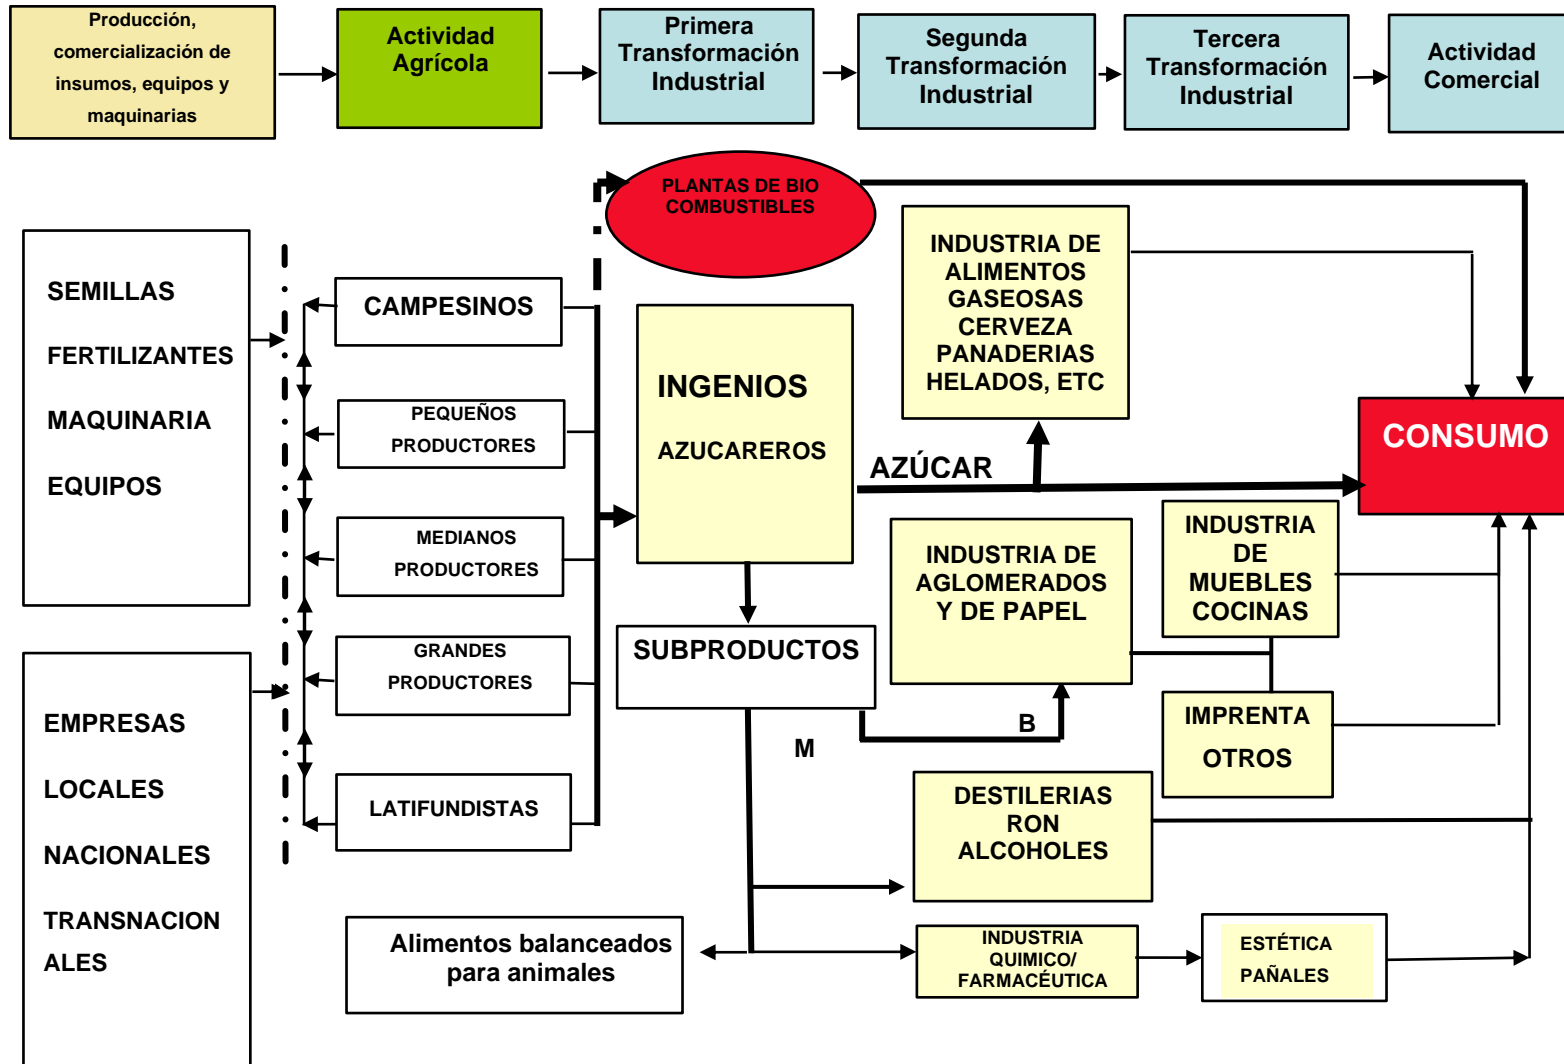 Producción,
comercialización de
insumos, equipos y
maquinarias
Actividad
Agrícola
Primera
Transformación
Industrial
Segunda
Transformación
Industrial
Tercera
Transformación
Industrial
Actividad
Comercial
PLANTAS DE BIO
COMBUSTIBLES
SEMILLAS
FERTILIZANTES
MAQUINARIA
EQUIPOS
EMPRESAS
LOCALES
NACIONALES
TRANSNACION
ALES
CAMPESINOS
PEQUEÑOS
PRODUCTORES
MEDIANOS
PRODUCTORES
GRANDES
PRODUCTORES
LATIFUNDISTAS
INGENIOS
AZUCAREROS
SUBPRODUCTOS
Alimentos balanceados
para animales
AZÚCAR
M
B
INDUSTRIA DE
ALIMENTOS
GASEOSAS
CERVEZA
PANADERIAS
HELADOS, ETC
INDUSTRIA DE
AGLOMERADOS
Y DE PAPEL
DESTILERIAS
RON
ALCOHOLES
INDUSTRIA
QUIMICO/
FARMACÉUTICA
INDUSTRIA
DE
MUEBLES
COCINAS
IMPRENTA
OTROS
ESTÉTICA
PAÑALES
CONSUMO